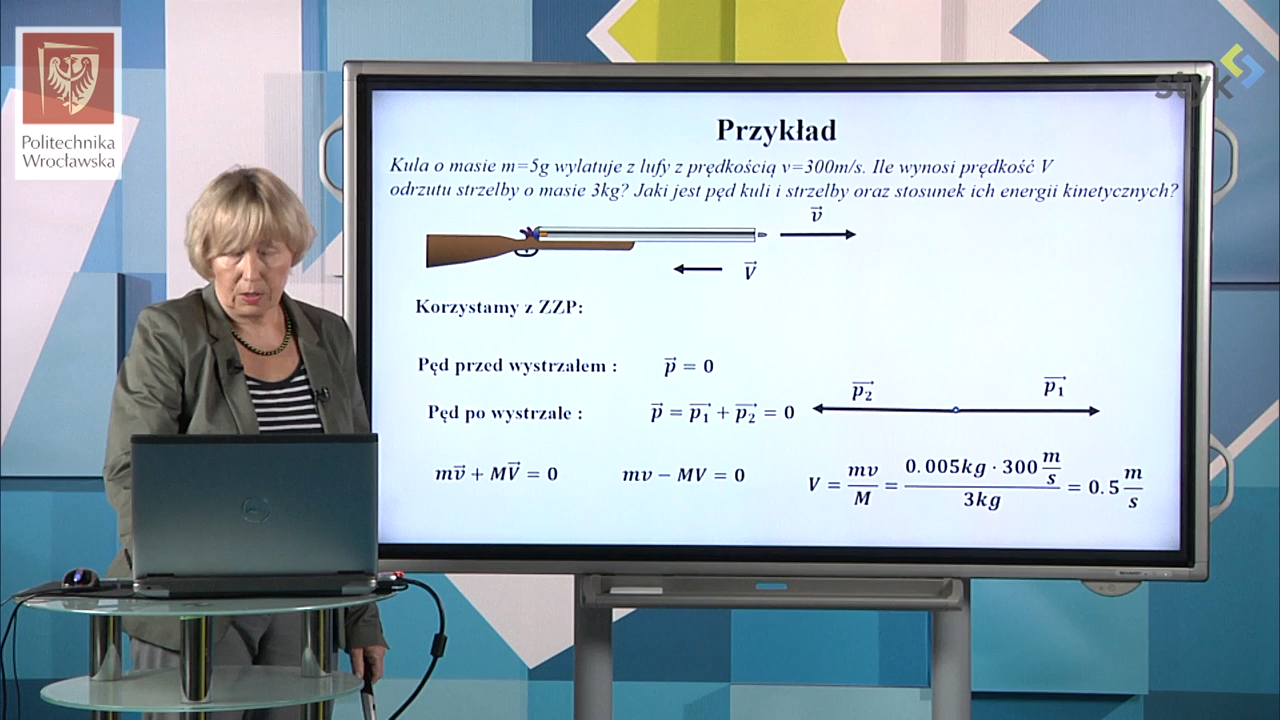 Politechnika
Wrocławska
styk
Przykład
Kula o masie m=5g wylatuje z lufy z prędkością v=300m/s. Ile wynosi prędkość V
odrzutu strzelby o masie 3kg? Jaki jest pęd kuli i strzelby oraz stosunek ich energii kinetycznych?
v⃗
V⃗
Korzystamy z ZZP:
Pęd przed wystrzałem : p⃗ = 0
p₂⃗ p₁⃗
Pęd po wystrzale : p⃗ = p₁⃗ + p₂⃗ = 0
mv⃗ + MV⃗ = 0 mv − MV = 0 V = mv/M = (0.005kg · 300 m/s)/3kg = 0.5 m/s